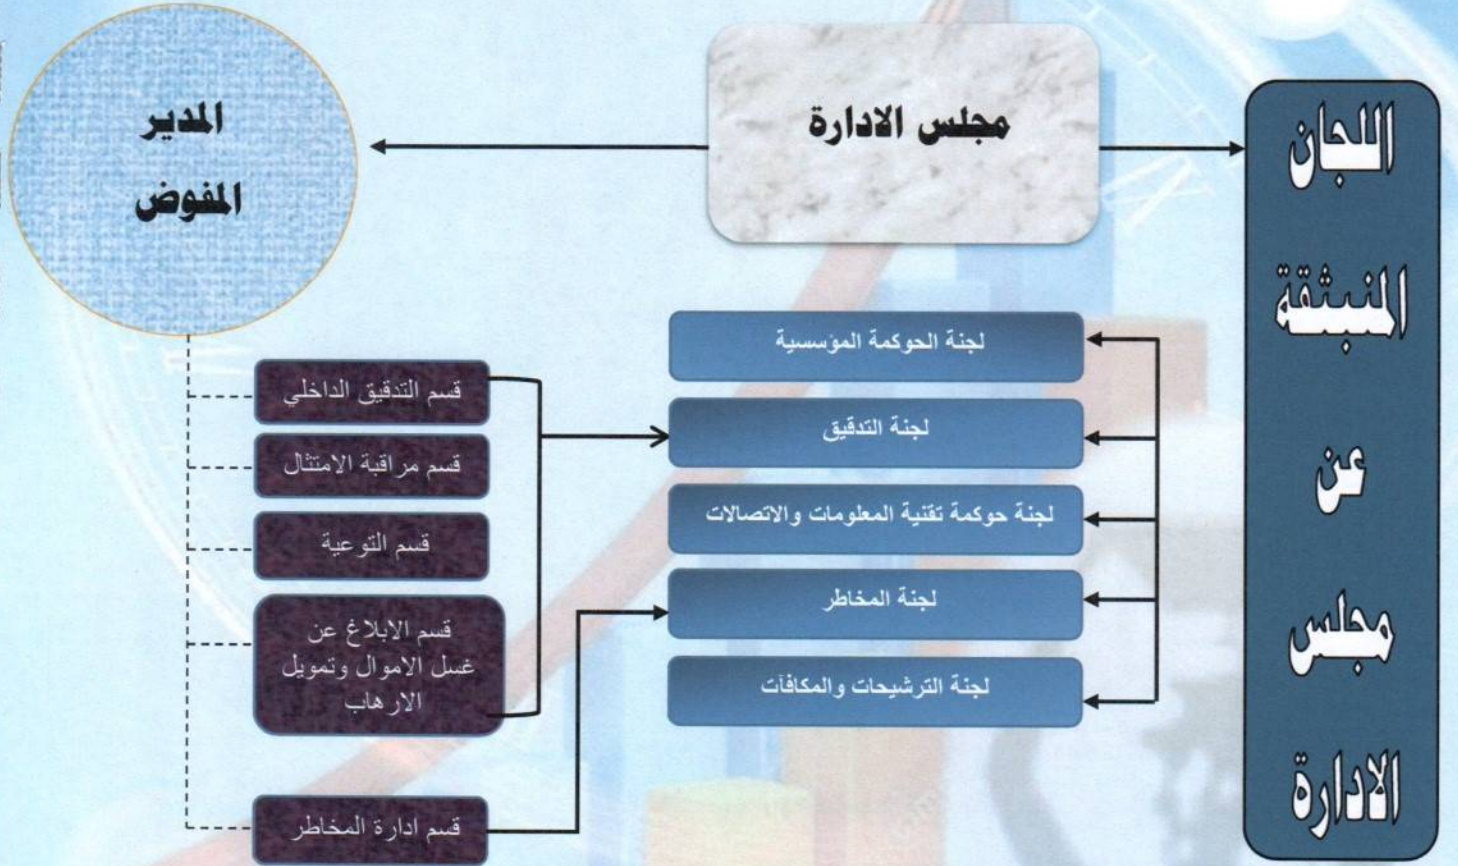 اللجان
المنبثقة
عن
مجلس
الادارة
مجلس الادارة
المدير
المفوض
لجنة الحوكمة المؤسسية
لجنة التدقيق
لجنة حوكمة تقنية المعلومات والاتصالات
لجنة المخاطر
لجنة الترشيحات والمكافآت
قسم التدقيق الداخلي
قسم مراقبة الامتثال
قسم التوعية
قسم الابلاغ عن
غسل الاموال وتمويل
الارهاب
قسم ادارة المخاطر